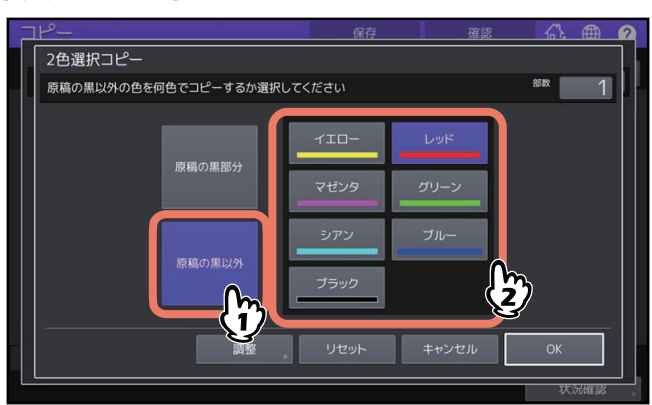 コピー
保存
確認
?
2色選択コピー
原稿の黒以外の色を何色でコピーするか選択してください
部数 1
原稿の黒部分
原稿の黒以外
イエロー
レッド
マゼンタ
グリーン
シアン
ブルー
ブラック
1
2
調整
リセット
キャンセル
OK
状況確認